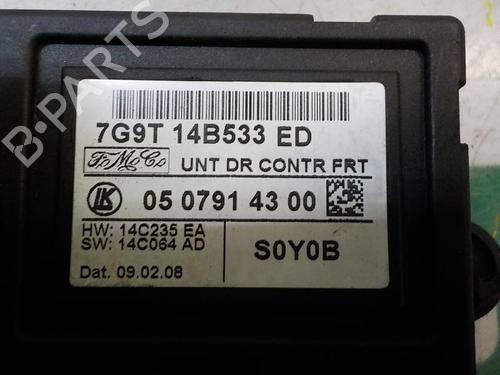 7G9T 14B533 ED
FoMoCo UNT DR CONTR FRT
LK 05 0791 43 00
HW: 14C235 EA
SW: 14C064 AD
S0Y0B
Dat. 09.02.08
B-PARTS